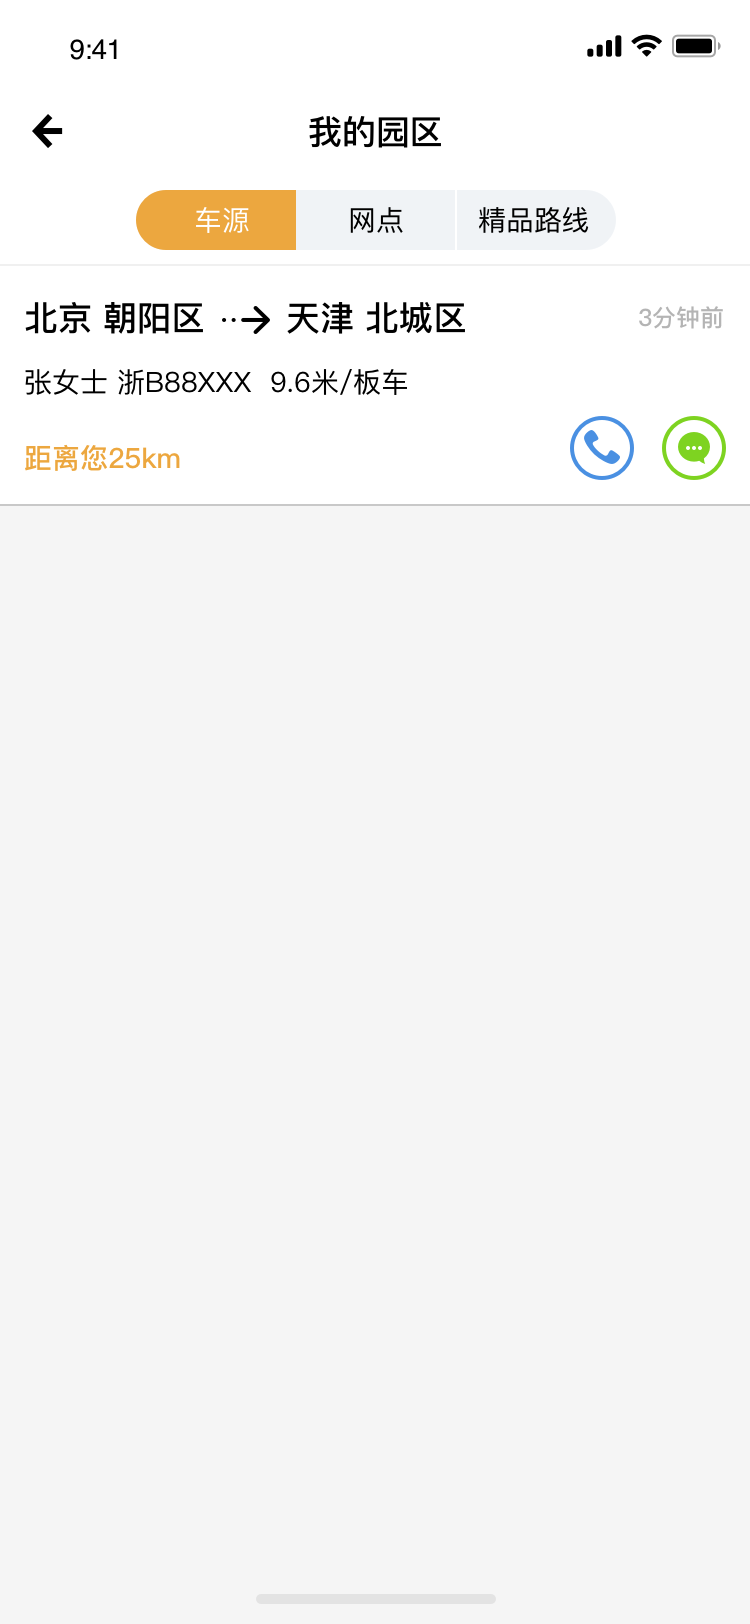 9:41
我的园区
车源 网点 精品路线
北京 朝阳区 ··→ 天津 北城区 3分钟前
张女士 浙B88XXX 9.6米/板车
距离您25km